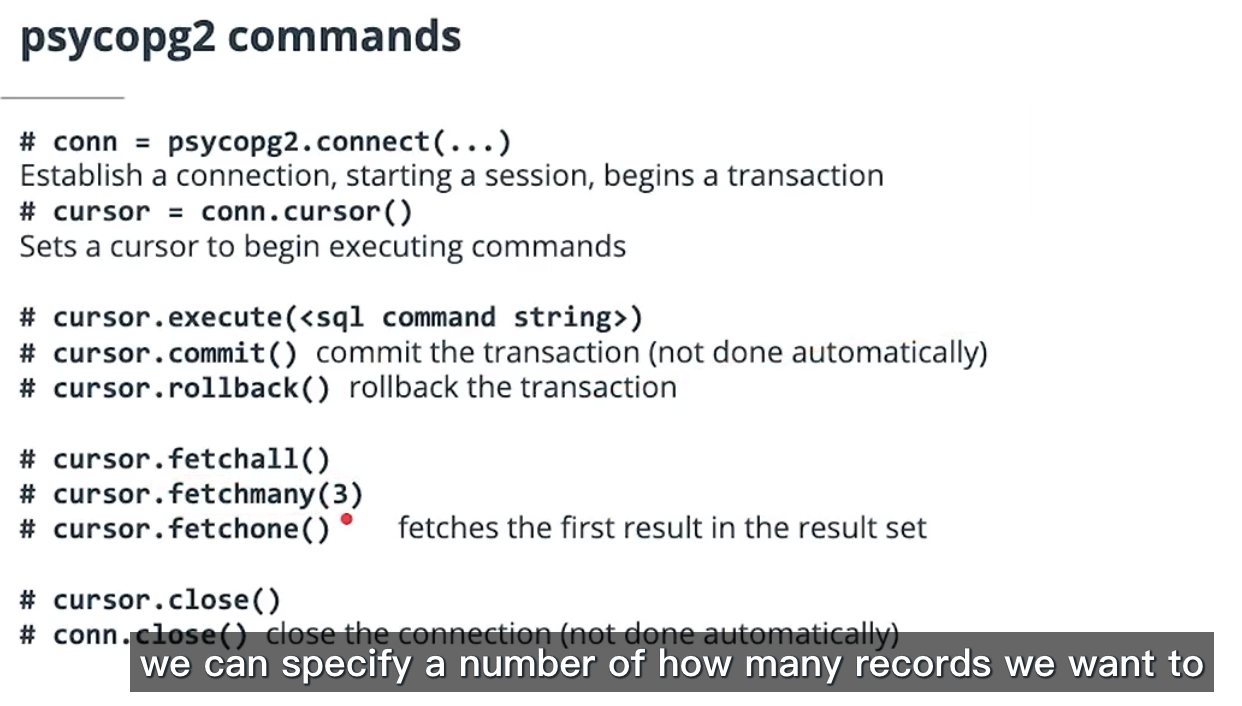 psycopg2 commands
# conn = psycopg2.connect(...)
Establish a connection, starting a session, begins a transaction
# cursor = conn.cursor()
Sets a cursor to begin executing commands
# cursor.execute(<sql command string>)
# cursor.commit() commit the transaction (not done automatically)
# cursor.rollback() rollback the transaction
# cursor.fetchall()
# cursor.fetchmany(3)
# cursor.fetchone() fetches the first result in the result set
# cursor.close()
# conn.close() close the connection (not done automatically)
we can specify a number of how many records we want to